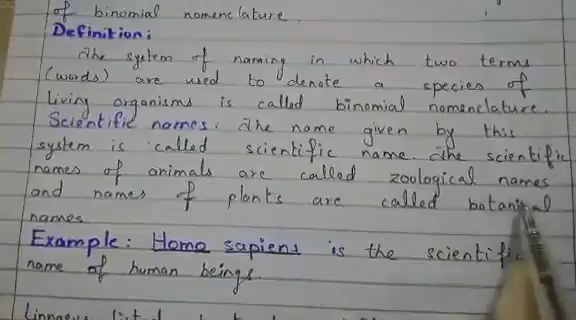 of binomial nomenclature.
Definition:
The system of naming in which two terms
(words) are used to denote a species of
living organisms is called binomial nomenclature.
Scientific names: The name given by this
system is called scientific name. The scientific
names of animals are called zoological names
and names of plants are called botanical
names
Example: Homo sapiens is the scientific
name of human beings.
Linnaeus